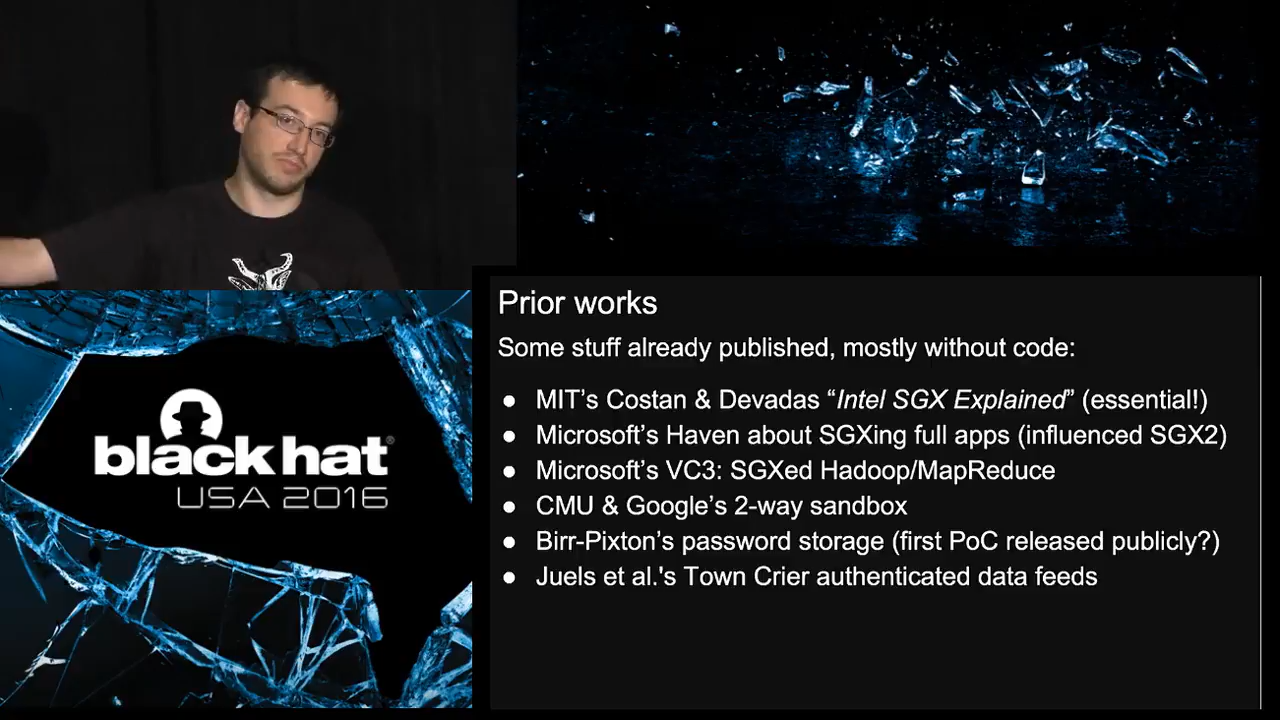 black hat®
USA 2016
Prior works
Some stuff already published, mostly without code:
● MIT’s Costan & Devadas “Intel SGX Explained” (essential!)
● Microsoft’s Haven about SGXing full apps (influenced SGX2)
● Microsoft’s VC3: SGXed Hadoop/MapReduce
● CMU & Google’s 2-way sandbox
● Birr-Pixton’s password storage (first PoC released publicly?)
● Juels et al.'s Town Crier authenticated data feeds